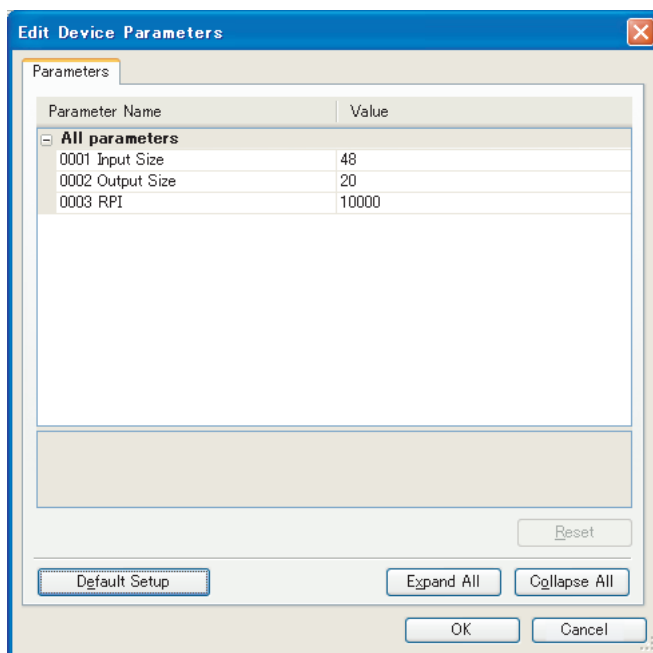 Edit Device Parameters
Parameters
Parameter Name Value
All parameters
0001 Input Size 48
0002 Output Size 20
0003 RPI 10000
Reset
Default Setup Expand All Collapse All
OK Cancel